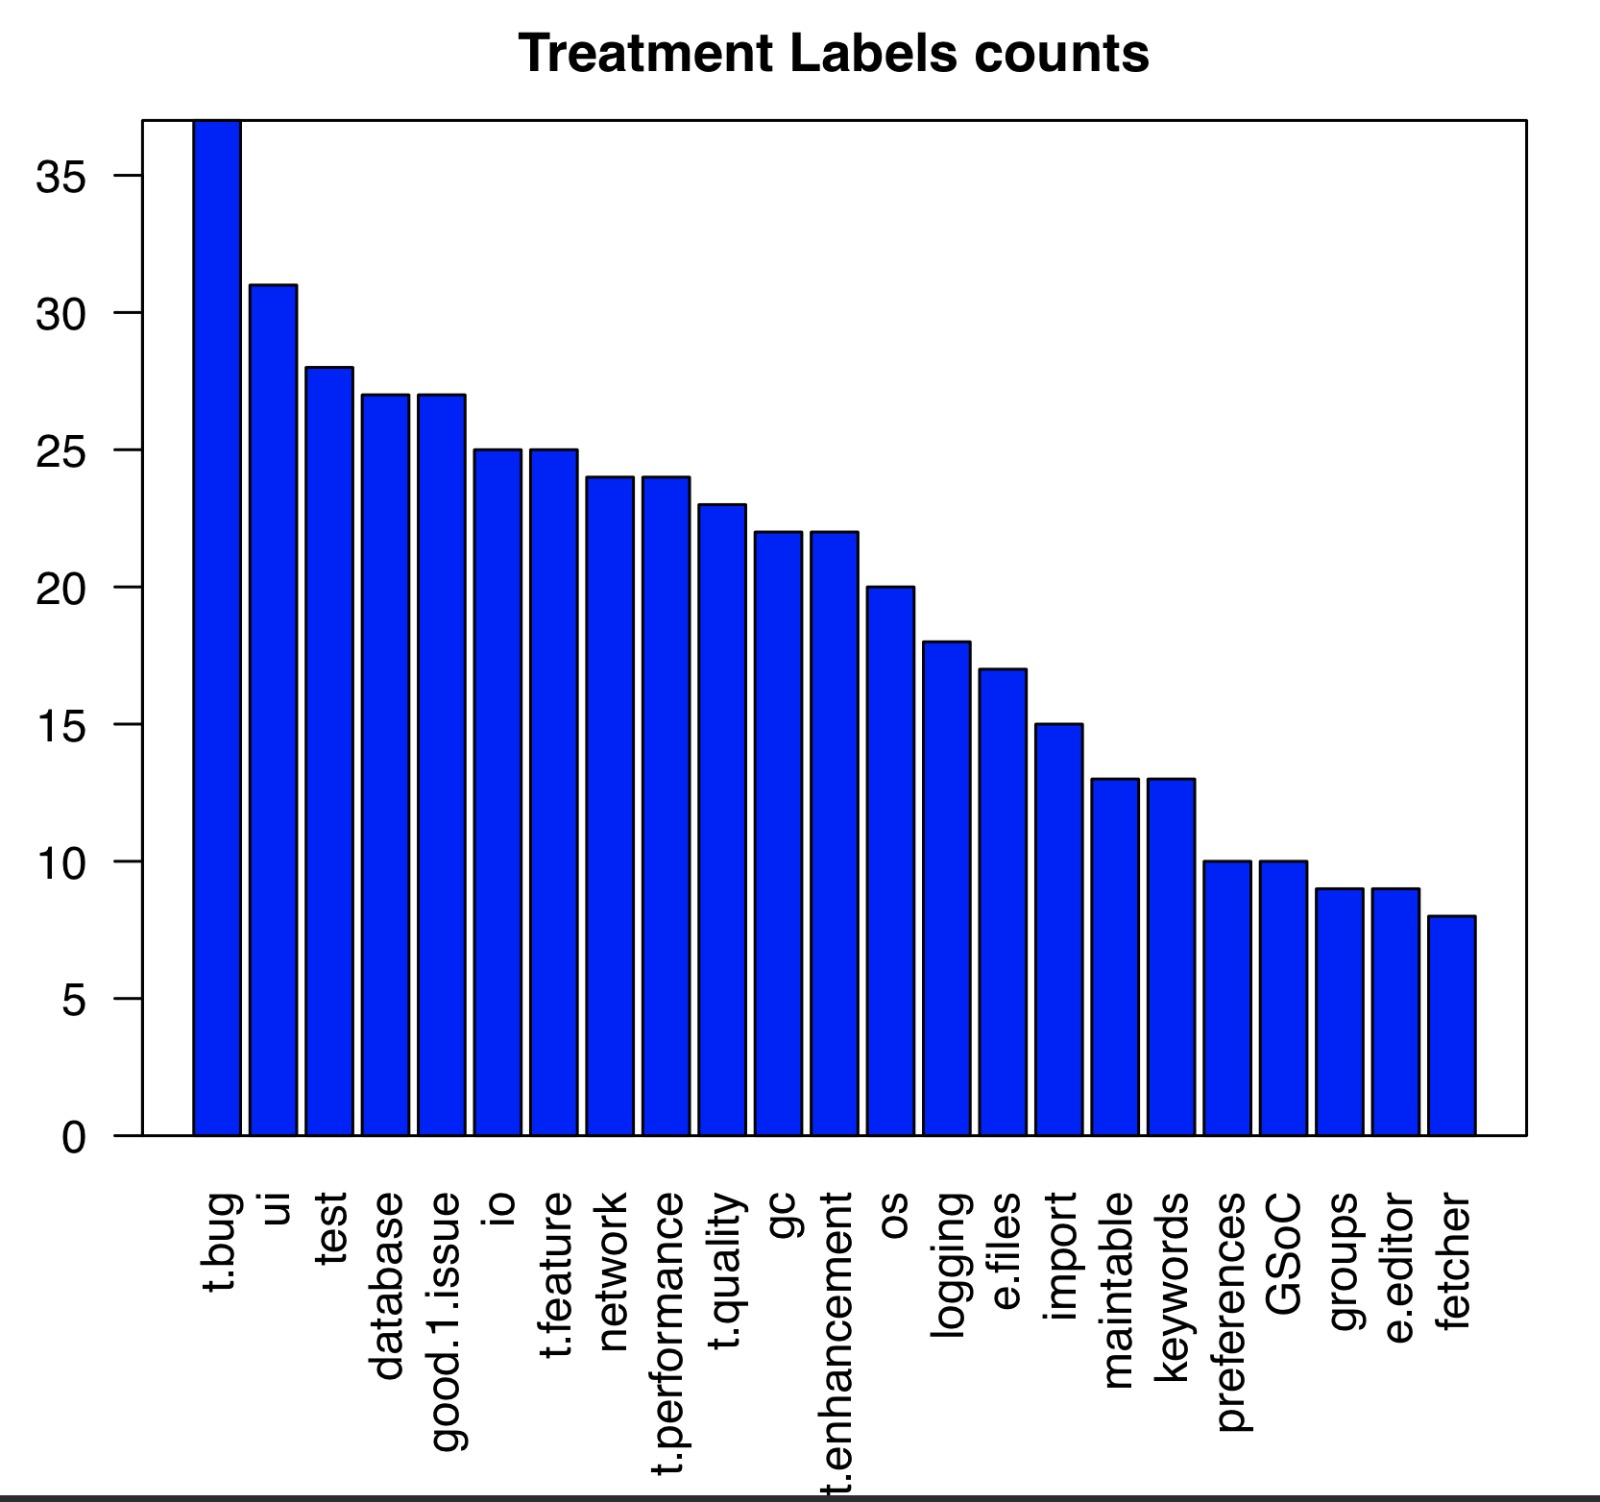 Treatment Labels counts
35
30
25
20
15
10
5
0
t.bug
ui
test
database
good.1.issue
io
t.feature
network
t.performance
t.quality
gc
t.enhancement
os
logging
e.files
import
maintable
keywords
preferences
GSoC
groups
e.editor
fetcher